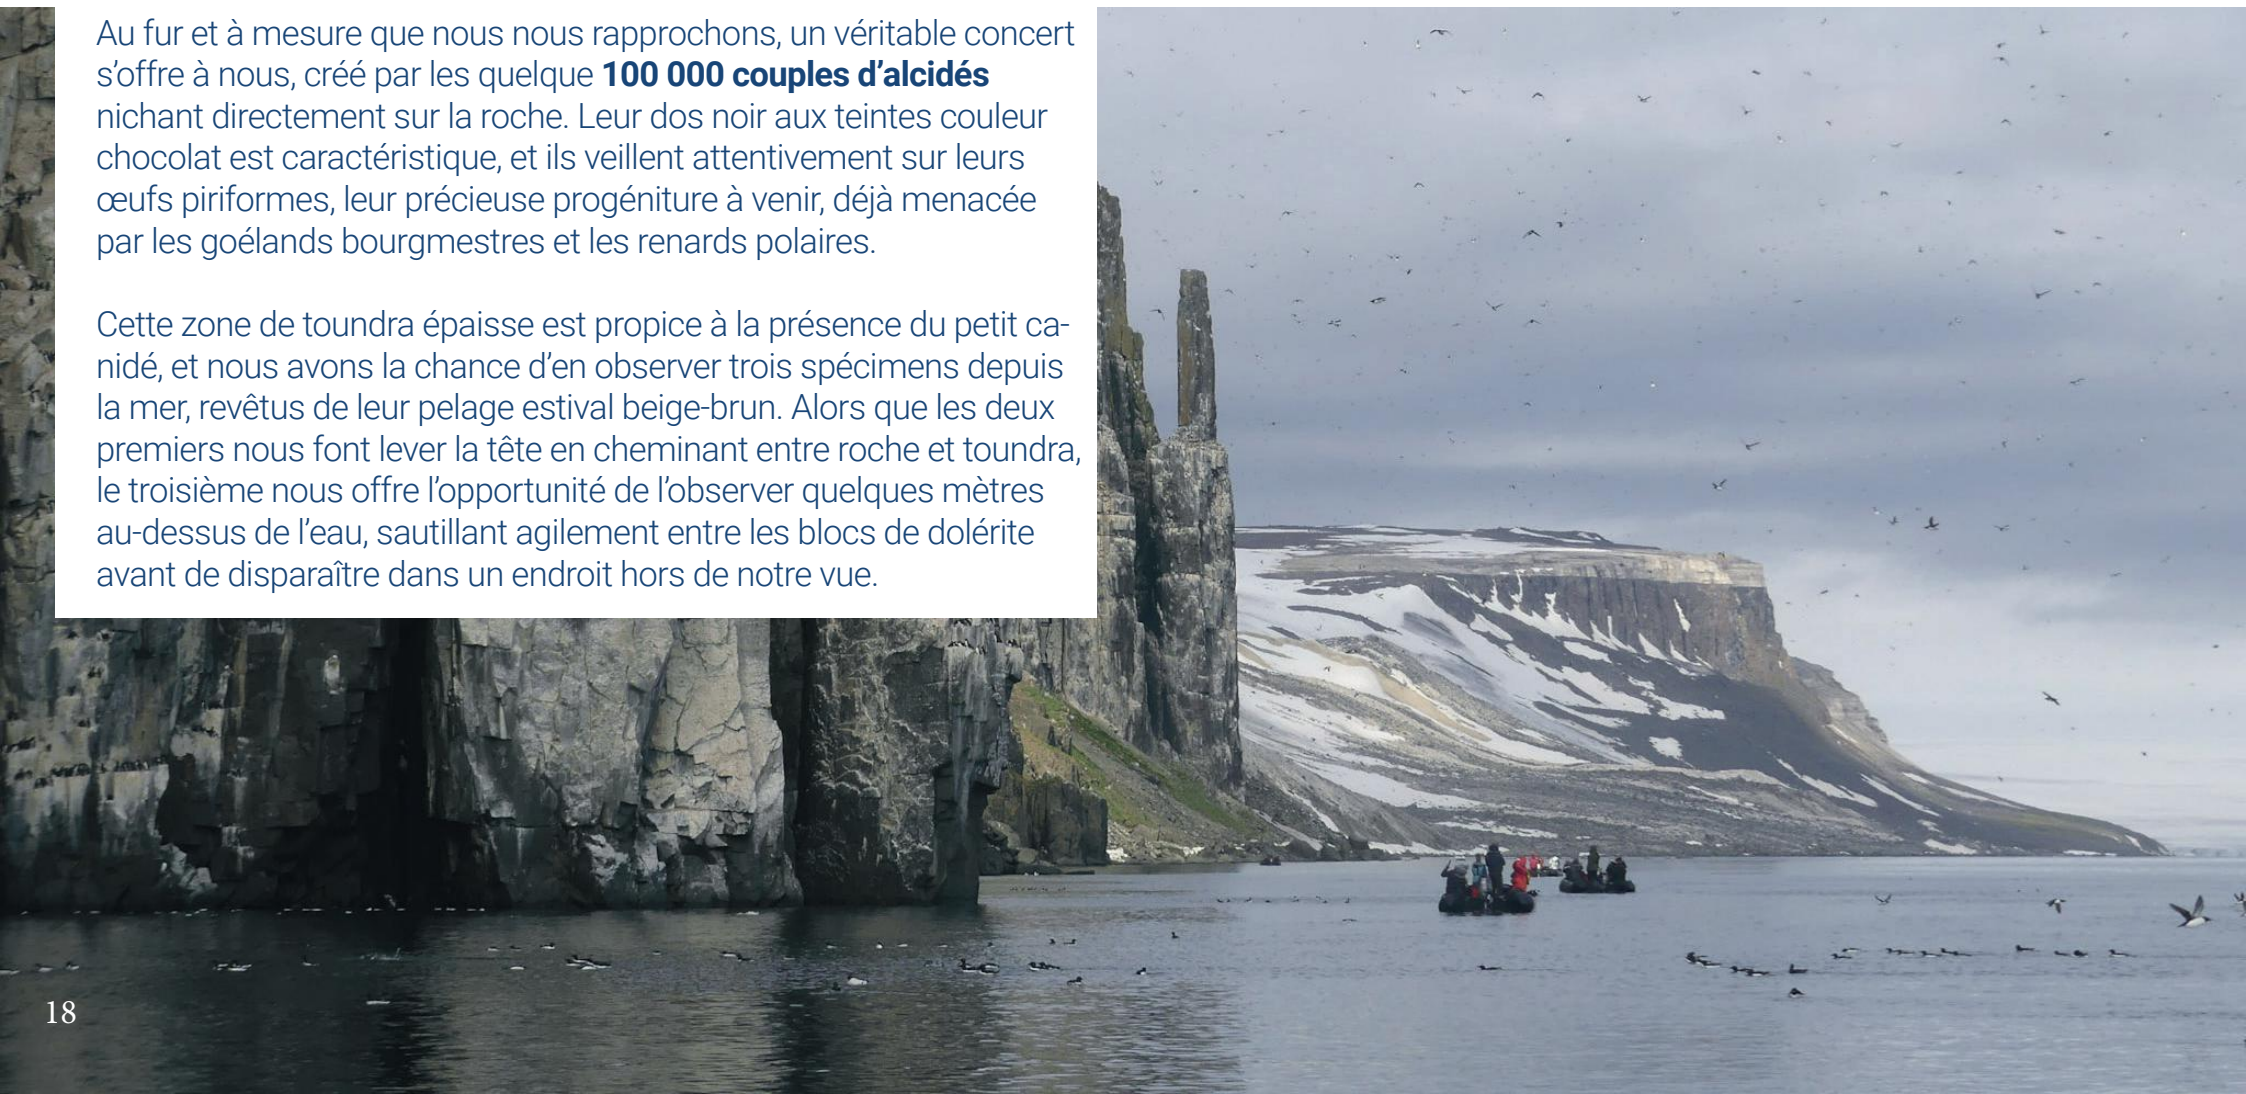 Au fur et à mesure que nous nous rapprochons, un véritable concert
s’offre à nous, créé par les quelque 100 000 couples d’alcidés
nichant directement sur la roche. Leur dos noir aux teintes couleur
chocolat est caractéristique, et ils veillent attentivement sur leurs
œufs piriformes, leur précieuse progéniture à venir, déjà menacée
par les goélands bourgmestres et les renards polaires.
Cette zone de toundra épaisse est propice à la présence du petit ca-
nidé, et nous avons la chance d’en observer trois spécimens depuis
la mer, revêtus de leur pelage estival beige-brun. Alors que les deux
premiers nous font lever la tête en cheminant entre roche et toundra,
le troisième nous offre l’opportunité de l’observer quelques mètres
au-dessus de l’eau, sautillant agilement entre les blocs de dolérite
avant de disparaître dans un endroit hors de notre vue.
18